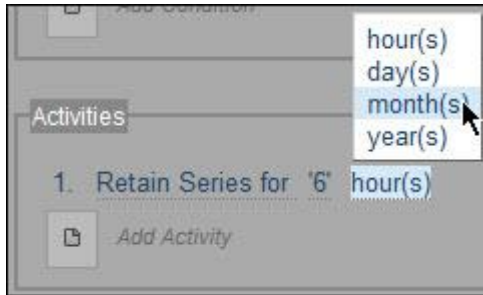 Add Condition
hour(s)
day(s)
month(s)
year(s)
Activities
1. Retain Series for '6' hour(s)
Add Activity